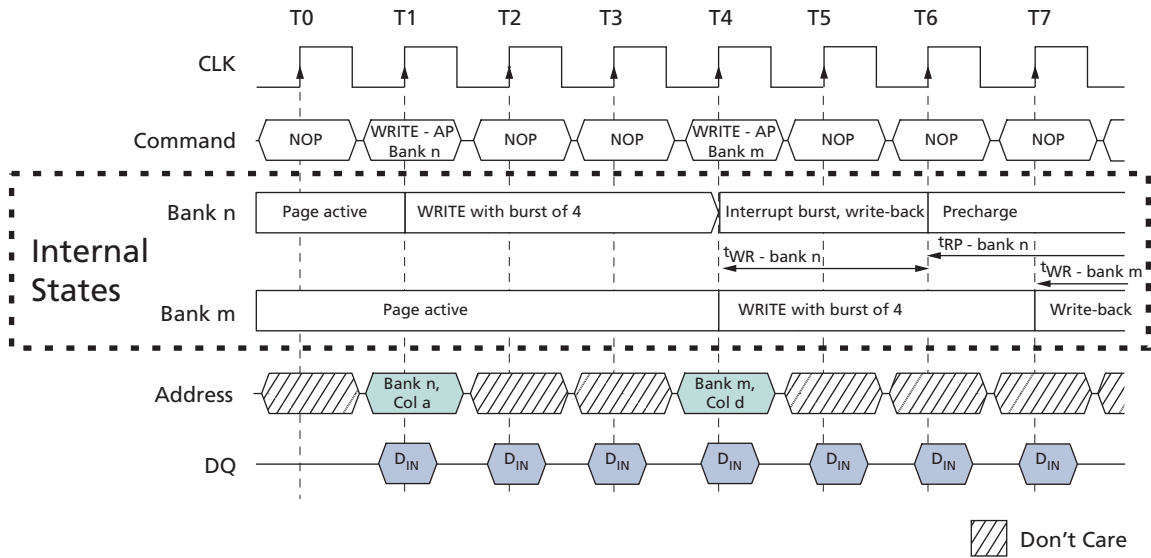 T0 T1 T2 T3 T4 T5 T6 T7
CLK
Command NOP WRITE - AP Bank n NOP NOP WRITE - AP Bank m NOP NOP NOP
Internal States
Bank n Page active WRITE with burst of 4 Interrupt burst, write-back Precharge
tWR - bank n tRP - bank n
tWR - bank m
Bank m Page active WRITE with burst of 4 Write-back
Address Bank n, Col a Bank m, Col d
DQ DIN DIN DIN DIN DIN DIN DIN
Don't Care